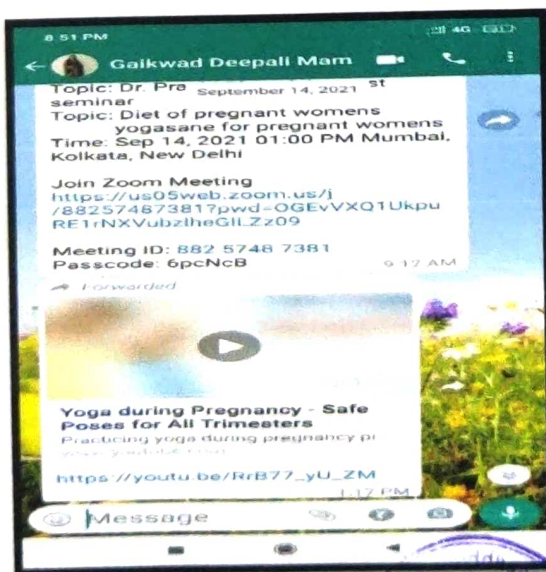 8 51 PM
4G
Gaikwad Deepali Mam
Topic: Dr. Pra
September 14, 2021
st
seminar
Topic: Diet of pregnant womens
yogasane for pregnant womens
Time: Sep 14, 2021 01:00 PM Mumbai,
Kolkata, New Delhi
Join Zoom Meeting
https://us05web.zoom.us/j
/88257487381?pwd=OGEvVXQ1Ukpu
Meeting ID: 882 5748 7381
Passcode: 6pcNcB
9:12 AM
Forwarded
Yoga during Pregnancy - Safe
Poses for All Trimesters
Practicing yoga during pregnancy pr
https://youtu.be/RrB77_yU_ZM
1:17 PM
Message